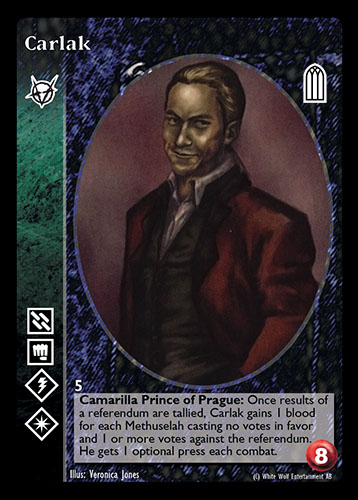 Carlak
5
Camarilla Prince of Prague: Once results of
a referendum are tallied, Carlak gains 1 blood
for each Methuselah casting no votes in favor
and 1 or more votes against the referendum.
He gets 1 optional press each combat.
8
Illus: Veronica Jones
(C) White Wolf Entertainment AB